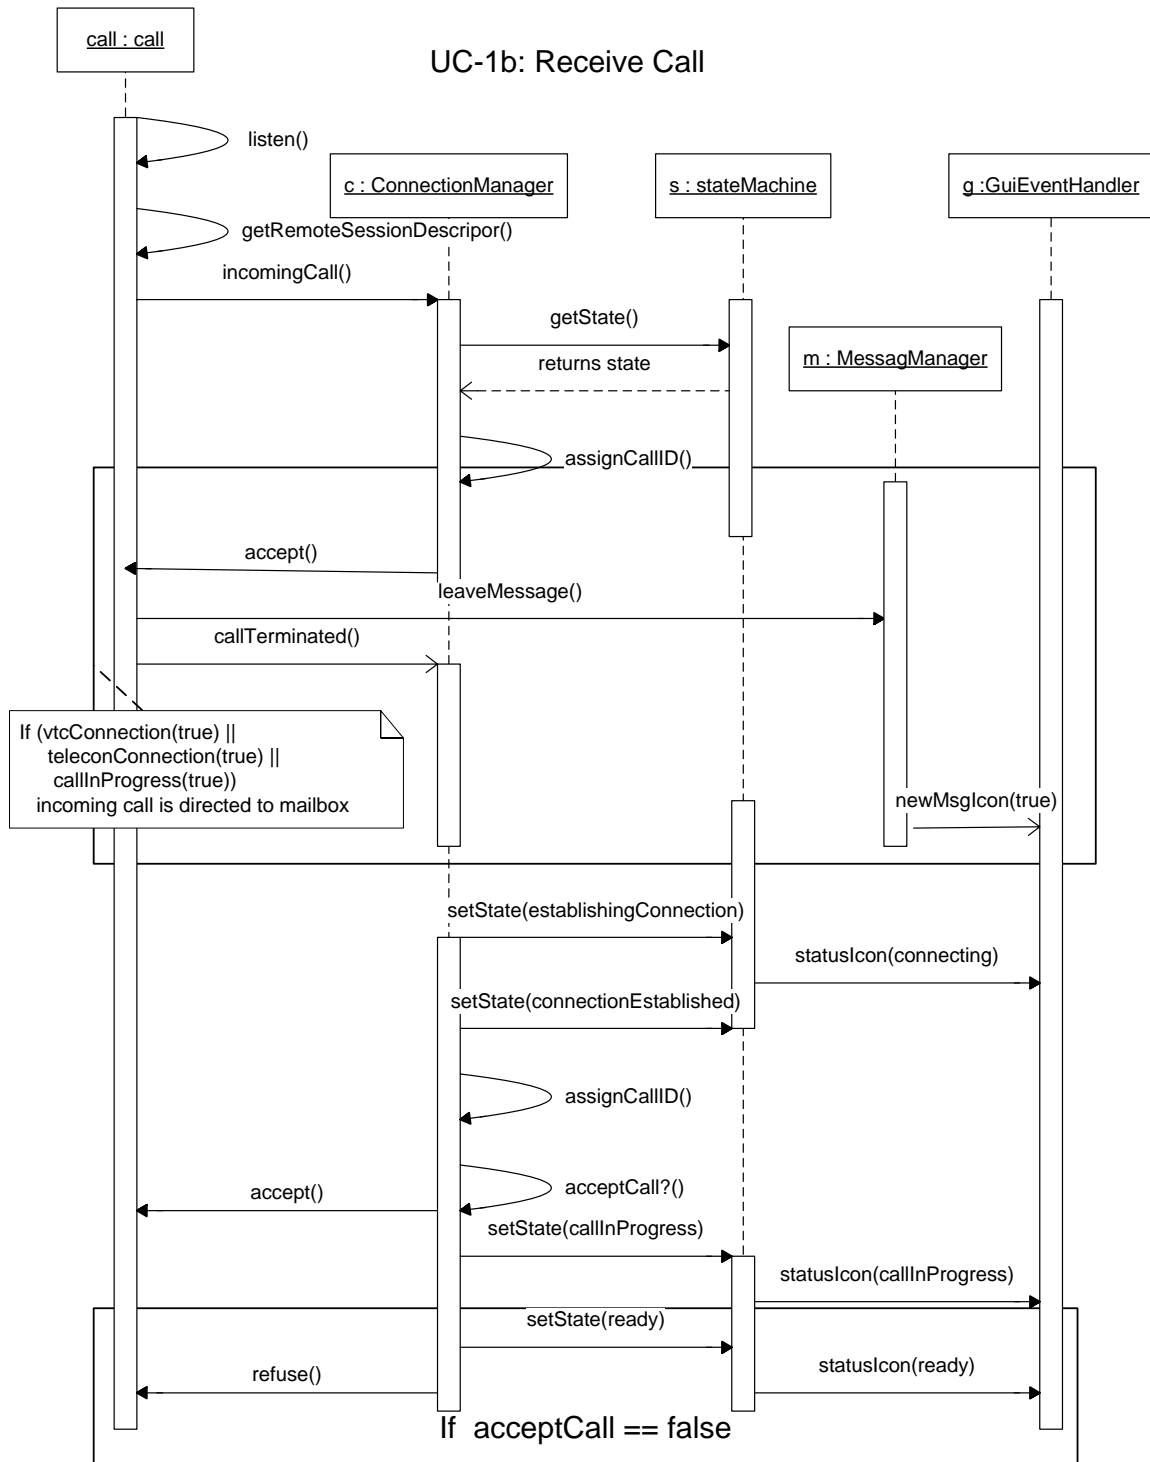 call : call
UC-1b: Receive Call
listen()
c : ConnectionManager
s : stateMachine
g :GuiEventHandler
getRemoteSessionDescripor()
incomingCall()
getState()
m : MessagManager
returns state
assignCallID()
accept()
leaveMessage()
callTerminated()
If (vtcConnection(true) ||
teleconConnection(true) ||
callInProgress(true))
incoming call is directed to mailbox
newMsgIcon(true)
setState(establishingConnection)
statusIcon(connecting)
setState(connectionEstablished)
assignCallID()
acceptCall?()
accept()
setState(callInProgress)
statusIcon(callInProgress)
setState(ready)
refuse()
statusIcon(ready)
If acceptCall == false